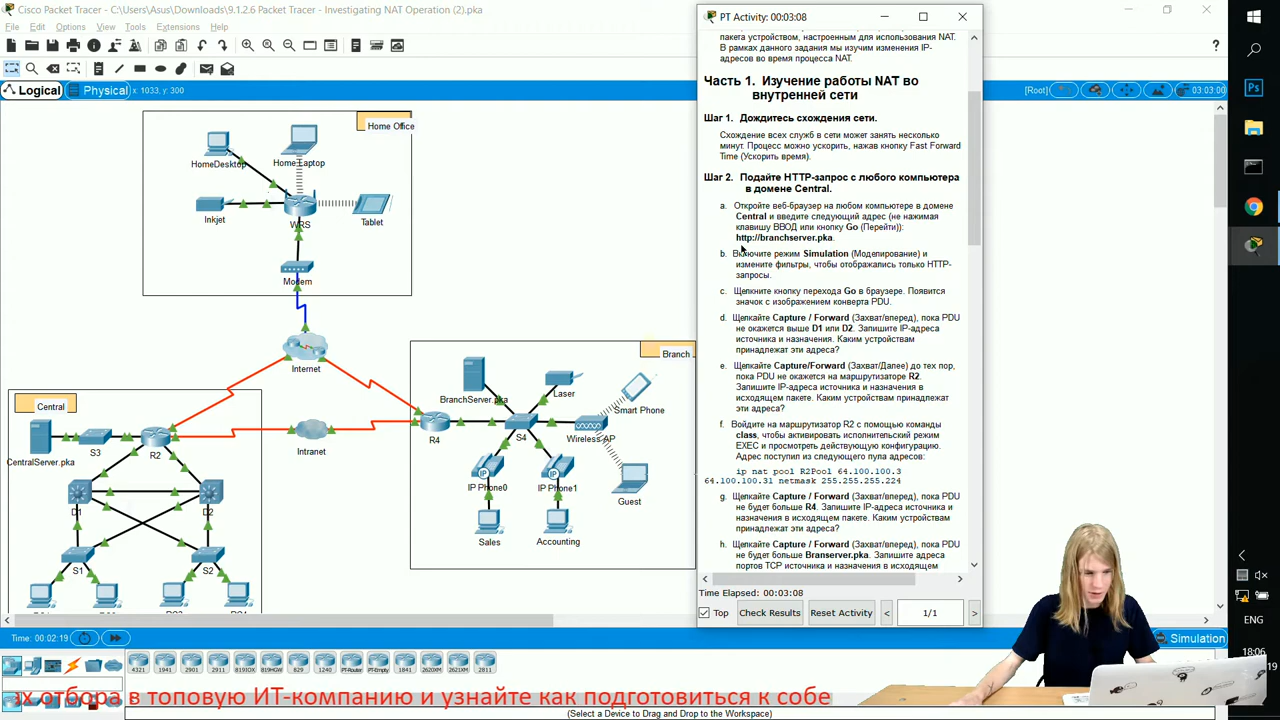 Cisco Packet Tracer - C:\Users\Asus\Downloads\9.1.2.6 Packet Tracer - Investigating NAT Operation (2).pka
File Edit Options View Tools Extensions Help
Logical Physical x: 1033, y: 300
[Root] 03:03:00
Home Office
HomeDesktop
Home Laptop
Inkjet
WRS
Tablet
Modem
Internet
Central
CentralServer.pka
S3
R2
Intranet
D1
D2
S1
S2
Branch
BranchServer.pka
Laser
Smart Phone
R4
S4
Wireless AP
IP Phone0
IP Phone1
Guest
Sales
Accounting
PT Activity: 00:03:08
пакета устройством, настроенным для использования NAT.
В рамках данного задания мы изучим изменения IP-
адресов во время процесса NAT.
Часть 1. Изучение работы NAT во
внутренней сети
Шаг 1. Дождитесь схождения сети.
Схождение всех служб в сети может занять несколько
минут. Процесс можно ускорить, нажав кнопку Fast Forward
Time (Ускорить время).
Шаг 2. Подайте HTTP-запрос с любого компьютера
в домене Central.
a. Откройте веб-браузер на любом компьютере в домене
Central и введите следующий адрес (не нажимая
клавишу ВВОД или кнопку Go (Перейти)):
http://branchserver.pka.
b. Включите режим Simulation (Моделирование) и
измените фильтры, чтобы отображались только HTTP-
запросы.
c. Щелкните кнопку перехода Go в браузере. Появится
значок с изображением конверта PDU.
d. Щелкайте Capture / Forward (Захват/вперед), пока PDU
не окажется выше D1 или D2. Запишите IP-адреса
источника и назначения. Каким устройствам
принадлежат эти адреса?
e. Щелкайте Capture/Forward (Захват/Далее) до тех пор,
пока PDU не окажется на маршрутизаторе R2.
Запишите IP-адреса источника и назначения в
исходящем пакете. Каким устройствам принадлежат
эти адреса?
f. Войдите на маршрутизатор R2 с помощью команды
class, чтобы активировать исполнительский режим
EXEC и просмотреть действующую конфигурацию.
Адрес поступил из следующего пула адресов:
ip nat pool R2Pool 64.100.100.3
64.100.100.31 netmask 255.255.255.224
g. Щелкайте Capture / Forward (Захват/вперед), пока PDU
не будет больше R4. Запишите IP-адреса источника и
назначения в исходящем пакете. Каким устройствам
принадлежат эти адреса?
h. Щелкайте Capture / Forward (Захват/вперед), пока PDU
не будет больше Branserver.pka. Запишите адреса
портов TCP источника и назначения в исходящем
Time Elapsed: 00:03:08
Top Check Results Reset Activity < 1/1 >
Time: 00:02:19
Simulation
4321 1941 2901 2911 819IOX 819HGW 829 1240 PT-Router PT-Empty 1841 2620XM 2621XM 2811
отбора в топовую ИТ-компанию и узнайте как подготовиться к собе
(Select a Device to Drag and Drop to the Workspace)
Ps
ENG
18:06